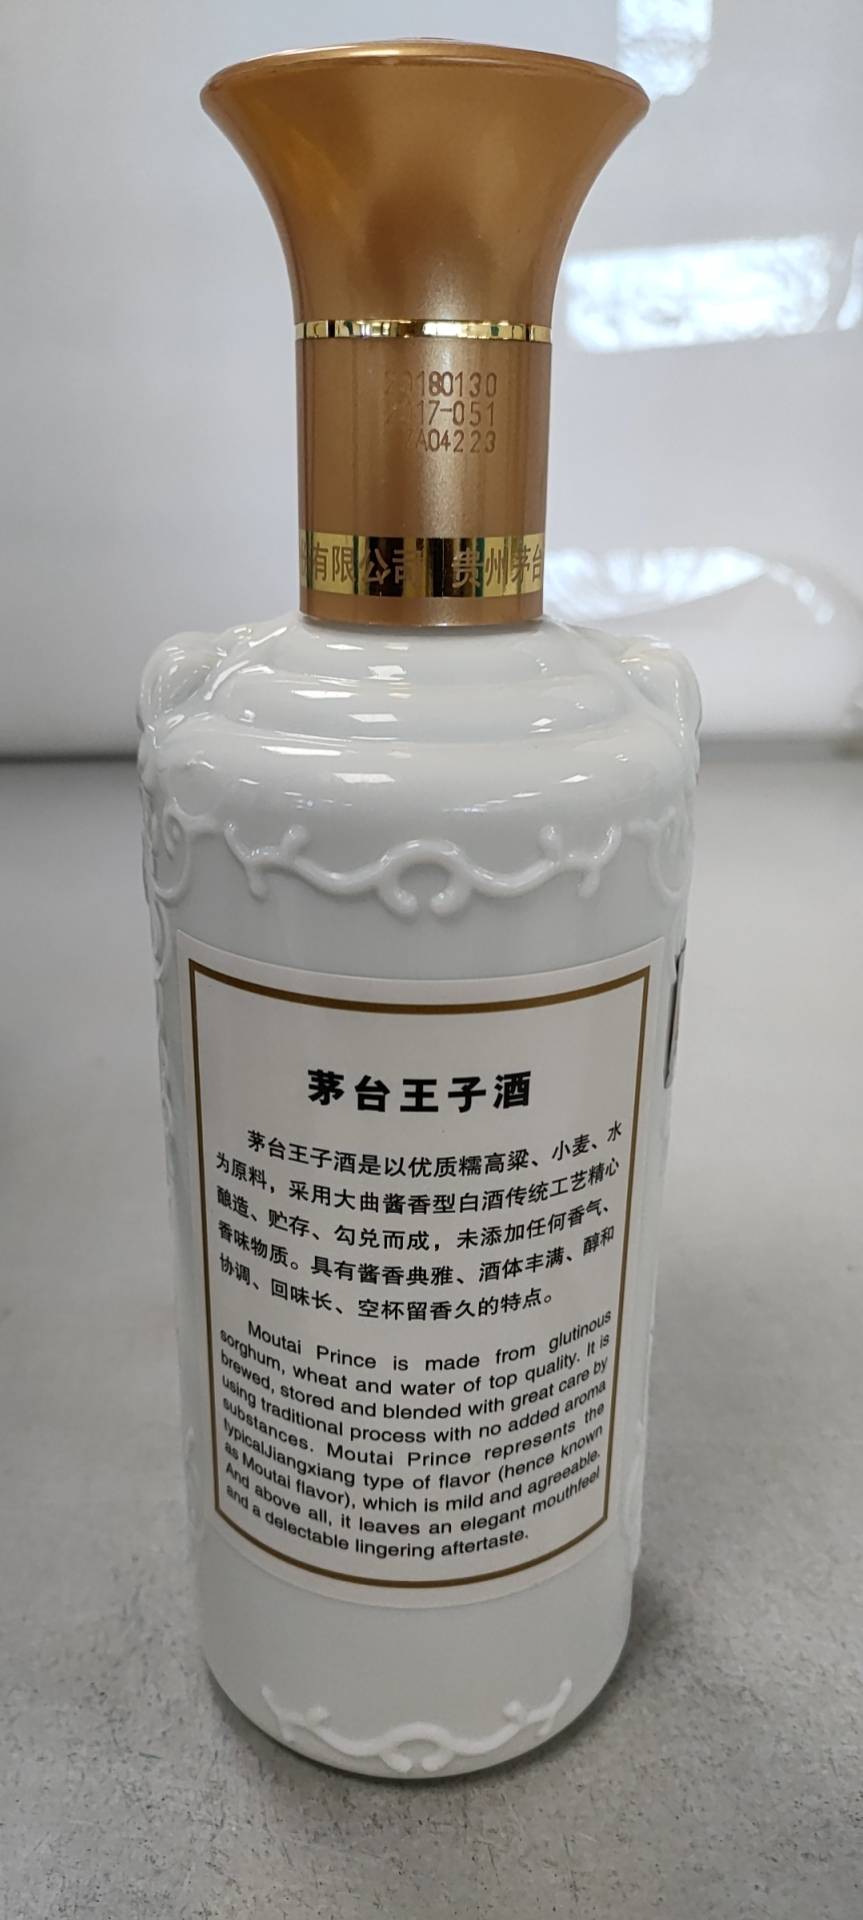 20180130
2017-051
A04223
有限公司 贵州茅台
茅台王子酒
茅台王子酒是以优质糯高粱、小麦、水
为原料，采用大曲酱香型白酒传统工艺精心
酿造、贮存、勾兑而成，未添加任何香气、
香味物质。具有酱香典雅、酒体丰满、醇和
协调、回味长、空杯留香久的特点。
Moutai Prince is made from glutinous
sorghum, wheat and water of top quality. It is
brewed, stored and blended with great care by
using traditional process with no added aroma
substances. Moutai Prince represents the
typicalJiangxiang type of flavor (hence known
as Moutai flavor), which is mild and agreeable.
And above all, it leaves an elegant mouthfeel
and a delectable lingering aftertaste.